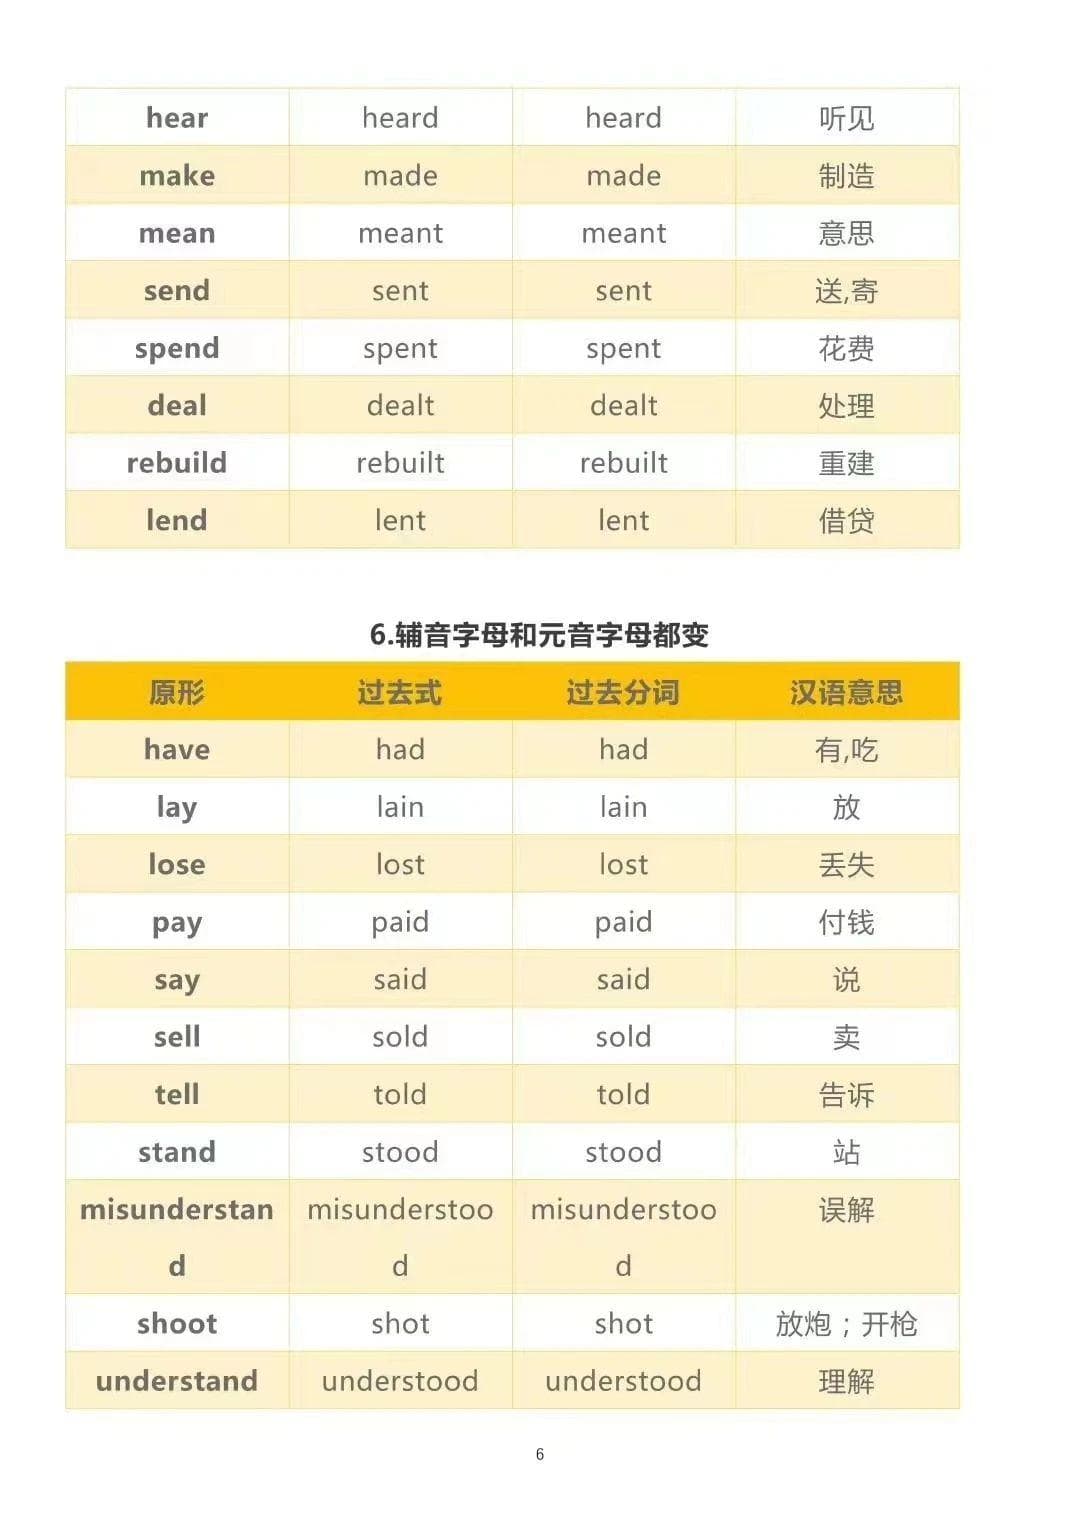 hear heard heard 听见
make made made 制造
mean meant meant 意思
send sent sent 送,寄
spend spent spent 花费
deal dealt dealt 处理
rebuild rebuilt rebuilt 重建
lend lent lent 借贷
6.辅音字母和元音字母都变
原形 过去式 过去分词 汉语意思
have had had 有,吃
lay lain lain 放
lose lost lost 丢失
pay paid paid 付钱
say said said 说
sell sold sold 卖
tell told told 告诉
stand stood stood 站
misunderstan misunderstoo misunderstoo 误解
d d d
shoot shot shot 放炮；开枪
understand understood understood 理解
6